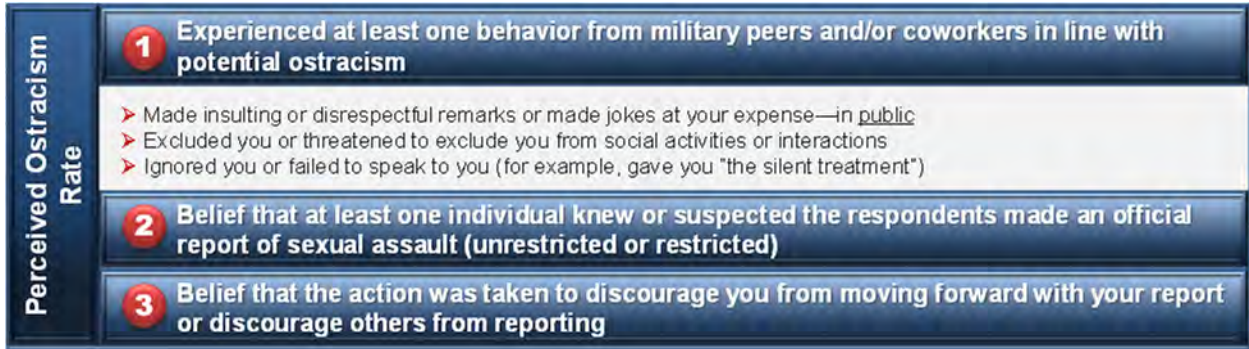 Perceived Ostracism
Rate
1 Experienced at least one behavior from military peers and/or coworkers in line with
potential ostracism
➤ Made insulting or disrespectful remarks or made jokes at your expense—in public
➤ Excluded you or threatened to exclude you from social activities or interactions
➤ Ignored you or failed to speak to you (for example, gave you "the silent treatment")
2 Belief that at least one individual knew or suspected the respondents made an official
report of sexual assault (unrestricted or restricted)
3 Belief that the action was taken to discourage you from moving forward with your report
or discourage others from reporting